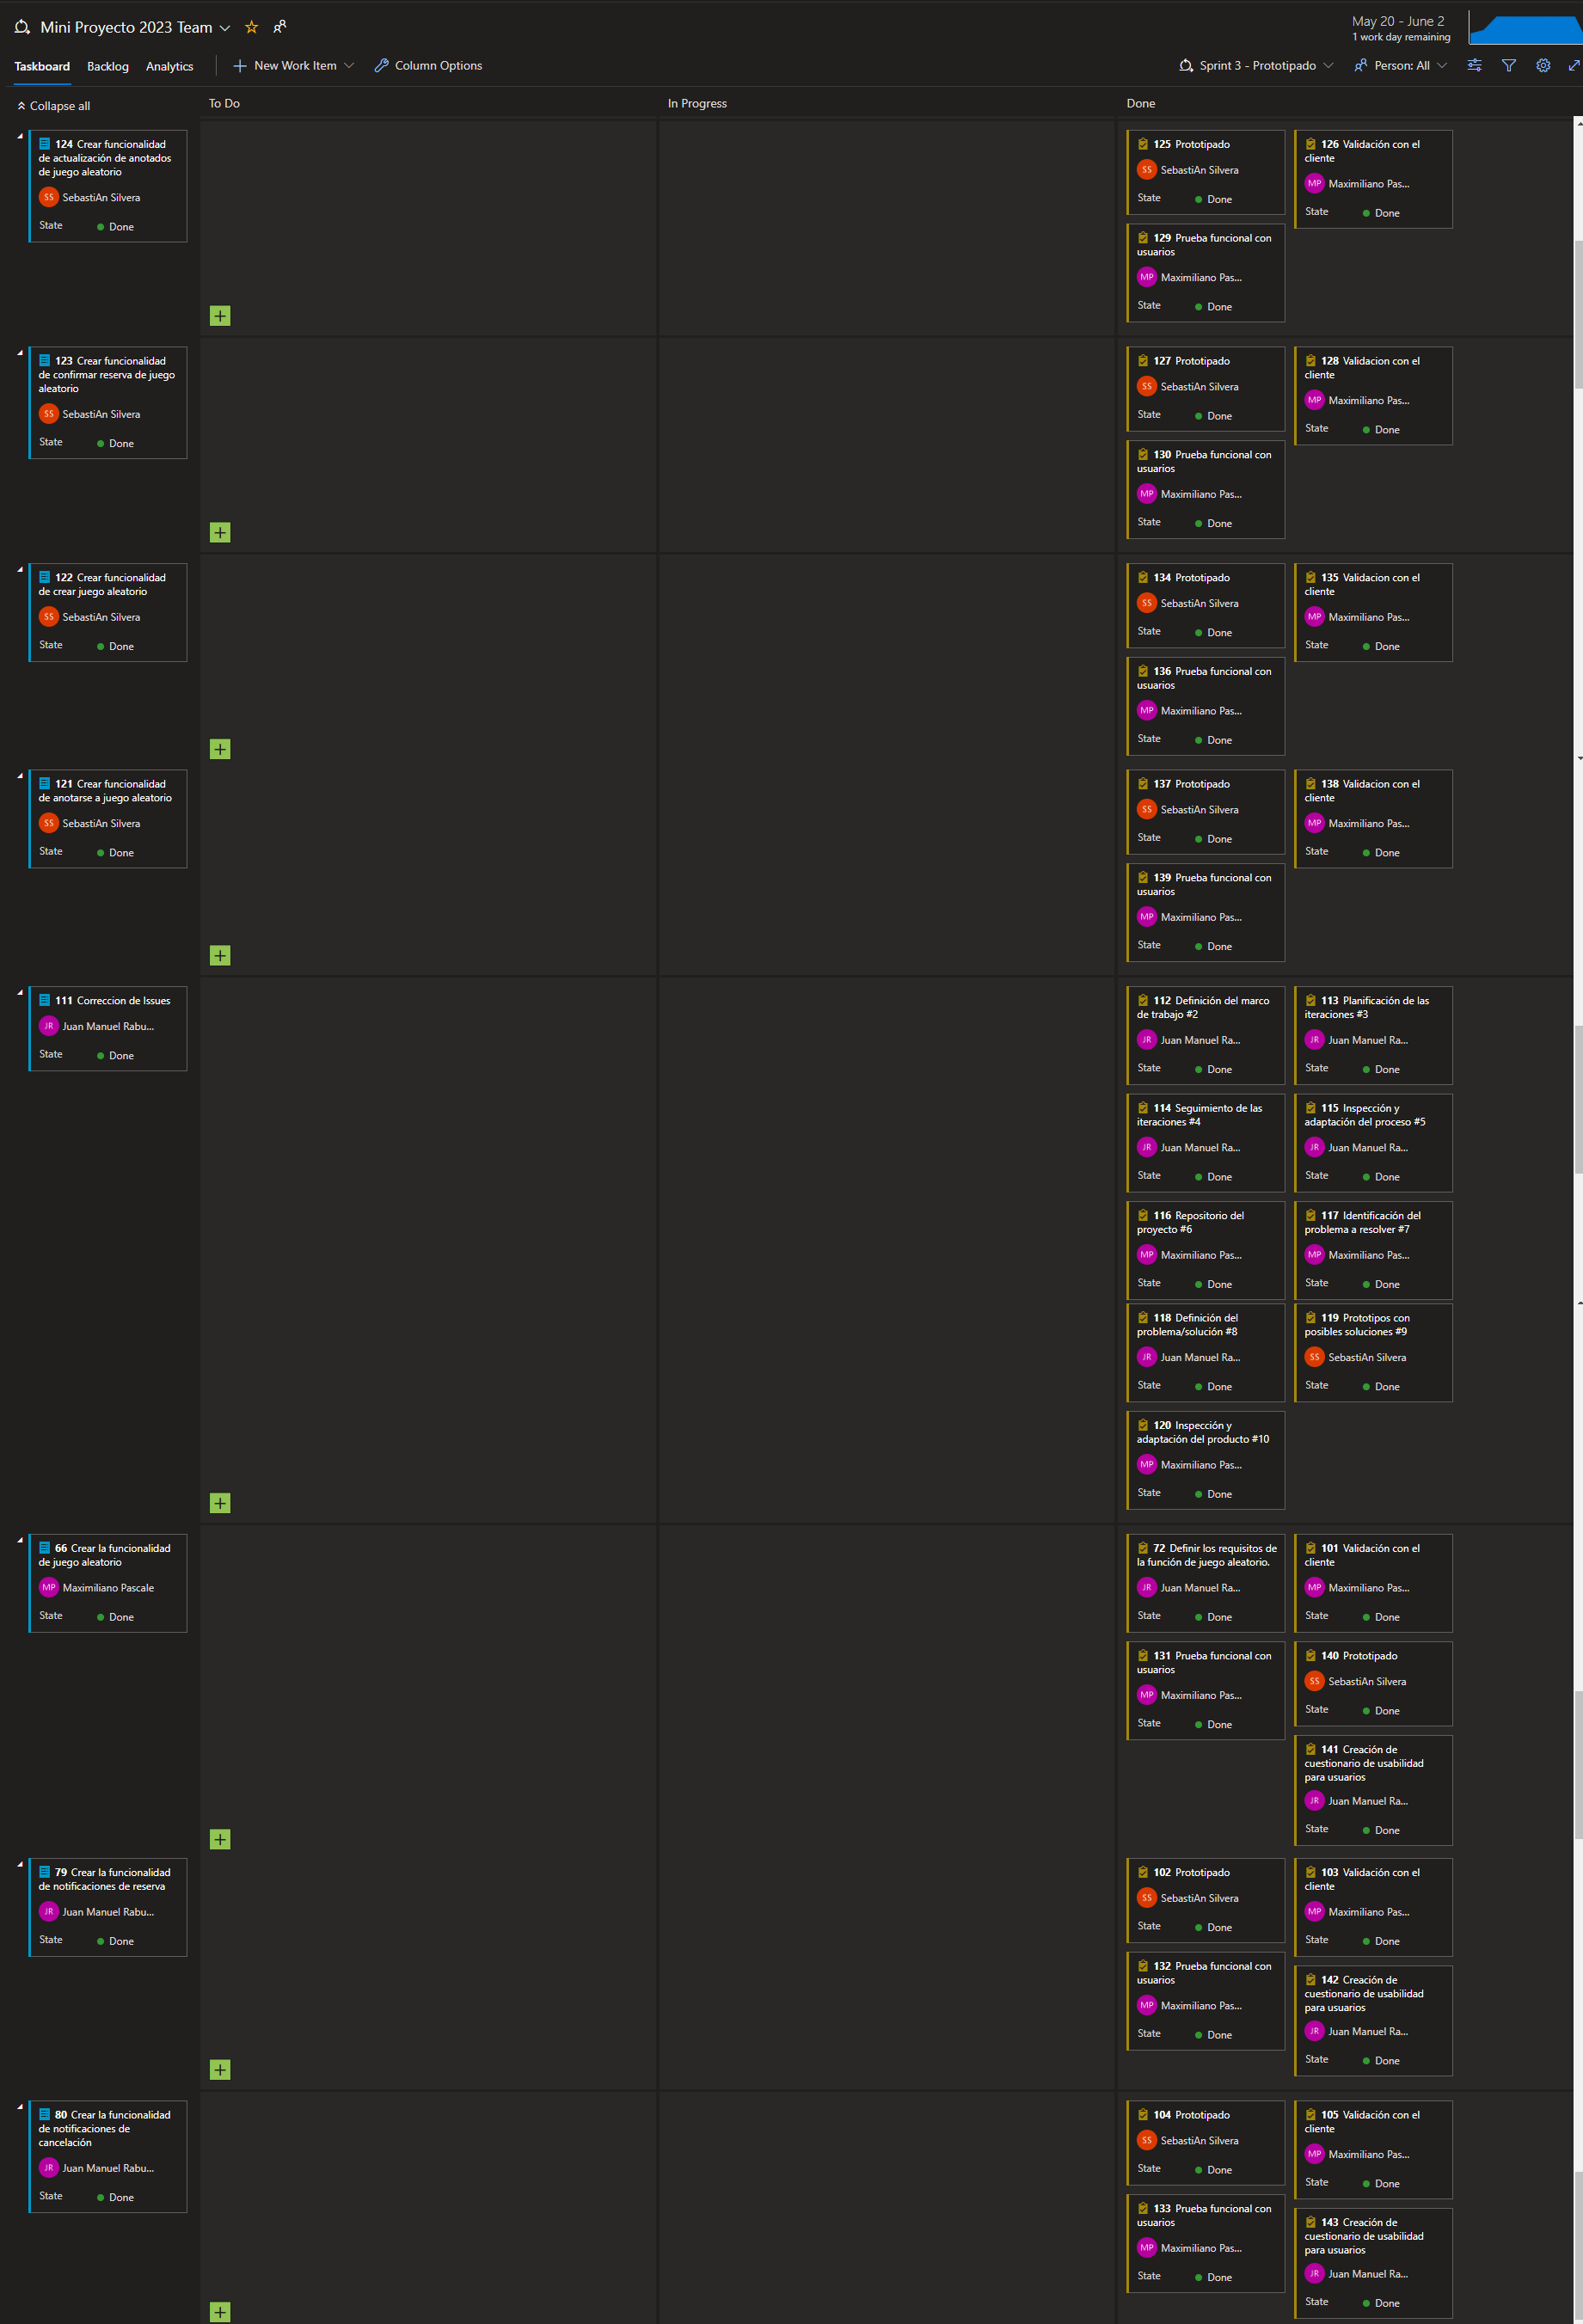 Mini Proyecto 2023 Team
May 20 - June 2
1 work day remaining
Taskboard Backlog Analytics New Work Item Column Options Sprint 3 - Prototipado Person: All
Collapse all To Do In Progress Done
124 Crear funcionalidad
de actualización de anotados
de juego aleatorio
SS SebastiAn Silvera
State Done
125 Prototipado
SS SebastiAn Silvera
State Done
126 Validación con el
cliente
MP Maximiliano Pas...
State Done
129 Prueba funcional con
usuarios
MP Maximiliano Pas...
State Done
123 Crear funcionalidad
de confirmar reserva de juego
aleatorio
SS SebastiAn Silvera
State Done
127 Prototipado
SS SebastiAn Silvera
State Done
128 Validacion con el
cliente
MP Maximiliano Pas...
State Done
130 Prueba funcional con
usuarios
MP Maximiliano Pas...
State Done
122 Crear funcionalidad
de crear juego aleatorio
SS SebastiAn Silvera
State Done
134 Prototipado
SS SebastiAn Silvera
State Done
135 Validacion con el
cliente
MP Maximiliano Pas...
State Done
136 Prueba funcional con
usuarios
MP Maximiliano Pas...
State Done
121 Crear funcionalidad
de anotarse a juego aleatorio
SS SebastiAn Silvera
State Done
137 Prototipado
SS SebastiAn Silvera
State Done
138 Validacion con el
cliente
MP Maximiliano Pas...
State Done
139 Prueba funcional con
usuarios
MP Maximiliano Pas...
State Done
111 Correccion de Issues
JR Juan Manuel Rabu...
State Done
112 Definición del marco
de trabajo #2
JR Juan Manuel Ra...
State Done
113 Planificación de las
iteraciones #3
JR Juan Manuel Ra...
State Done
114 Seguimiento de las
iteraciones #4
JR Juan Manuel Ra...
State Done
115 Inspección y
adaptación del proceso #5
JR Juan Manuel Ra...
State Done
116 Repositorio del
proyecto #6
MP Maximiliano Pas...
State Done
117 Identificación del
problema a resolver #7
MP Maximiliano Pas...
State Done
118 Definición del
problema/solución #8
JR Juan Manuel Ra...
State Done
119 Prototipos con
posibles soluciones #9
SS SebastiAn Silvera
State Done
120 Inspección y
adaptación del producto #10
MP Maximiliano Pas...
State Done
66 Crear la funcionalidad
de juego aleatorio
MP Maximiliano Pascale
State Done
72 Definir los requisitos de
la función de juego aleatorio.
JR Juan Manuel Ra...
State Done
101 Validación con el
cliente
MP Maximiliano Pas...
State Done
131 Prueba funcional con
usuarios
MP Maximiliano Pas...
State Done
140 Prototipado
SS SebastiAn Silvera
State Done
141 Creación de
cuestionario de usabilidad
para usuarios
JR Juan Manuel Ra...
State Done
79 Crear la funcionalidad
de notificaciones de reserva
JR Juan Manuel Rabu...
State Done
102 Prototipado
SS SebastiAn Silvera
State Done
103 Validación con el
cliente
MP Maximiliano Pas...
State Done
132 Prueba funcional con
usuarios
MP Maximiliano Pas...
State Done
142 Creación de
cuestionario de usabilidad
para usuarios
JR Juan Manuel Ra...
State Done
80 Crear la funcionalidad
de notificaciones de
cancelación
JR Juan Manuel Rabu...
State Done
104 Prototipado
SS SebastiAn Silvera
State Done
105 Validación con el
cliente
MP Maximiliano Pas...
State Done
133 Prueba funcional con
usuarios
MP Maximiliano Pas...
State Done
143 Creación de
cuestionario de usabilidad
para usuarios
JR Juan Manuel Ra...
State Done